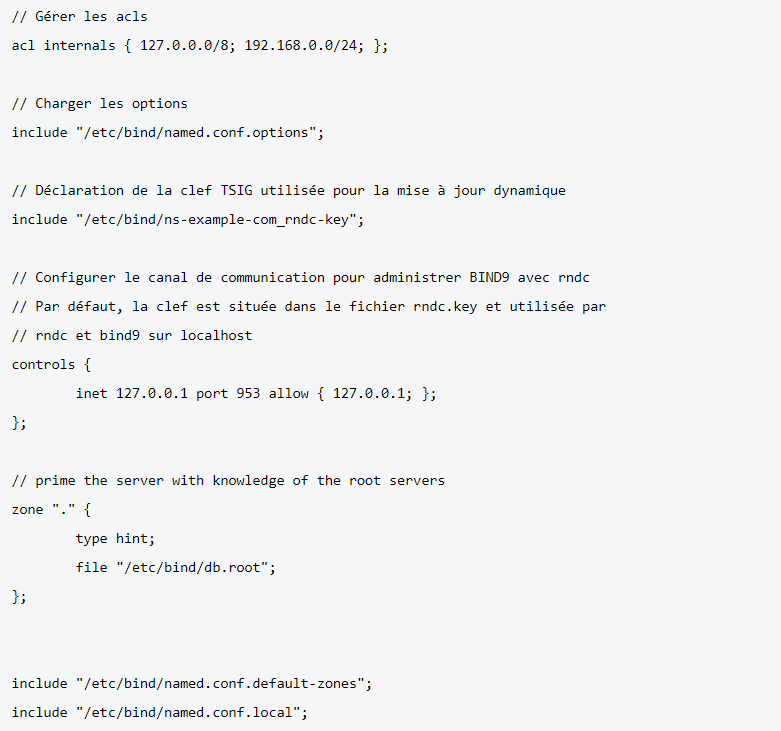 // Gérer les acls
acl internals { 127.0.0.0/8; 192.168.0.0/24; };
// Charger les options
include "/etc/bind/named.conf.options";
// Déclaration de la clef TSIG utilisée pour la mise à jour dynamique
include "/etc/bind/ns-example-com_rndc-key";
// Configurer le canal de communication pour administrer BIND9 avec rndc
// Par défaut, la clef est située dans le fichier rndc.key et utilisée par
// rndc et bind9 sur localhost
controls {
        inet 127.0.0.1 port 953 allow { 127.0.0.1; };
};
// prime the server with knowledge of the root servers
zone "." {
        type hint;
        file "/etc/bind/db.root";
};
include "/etc/bind/named.conf.default-zones";
include "/etc/bind/named.conf.local";